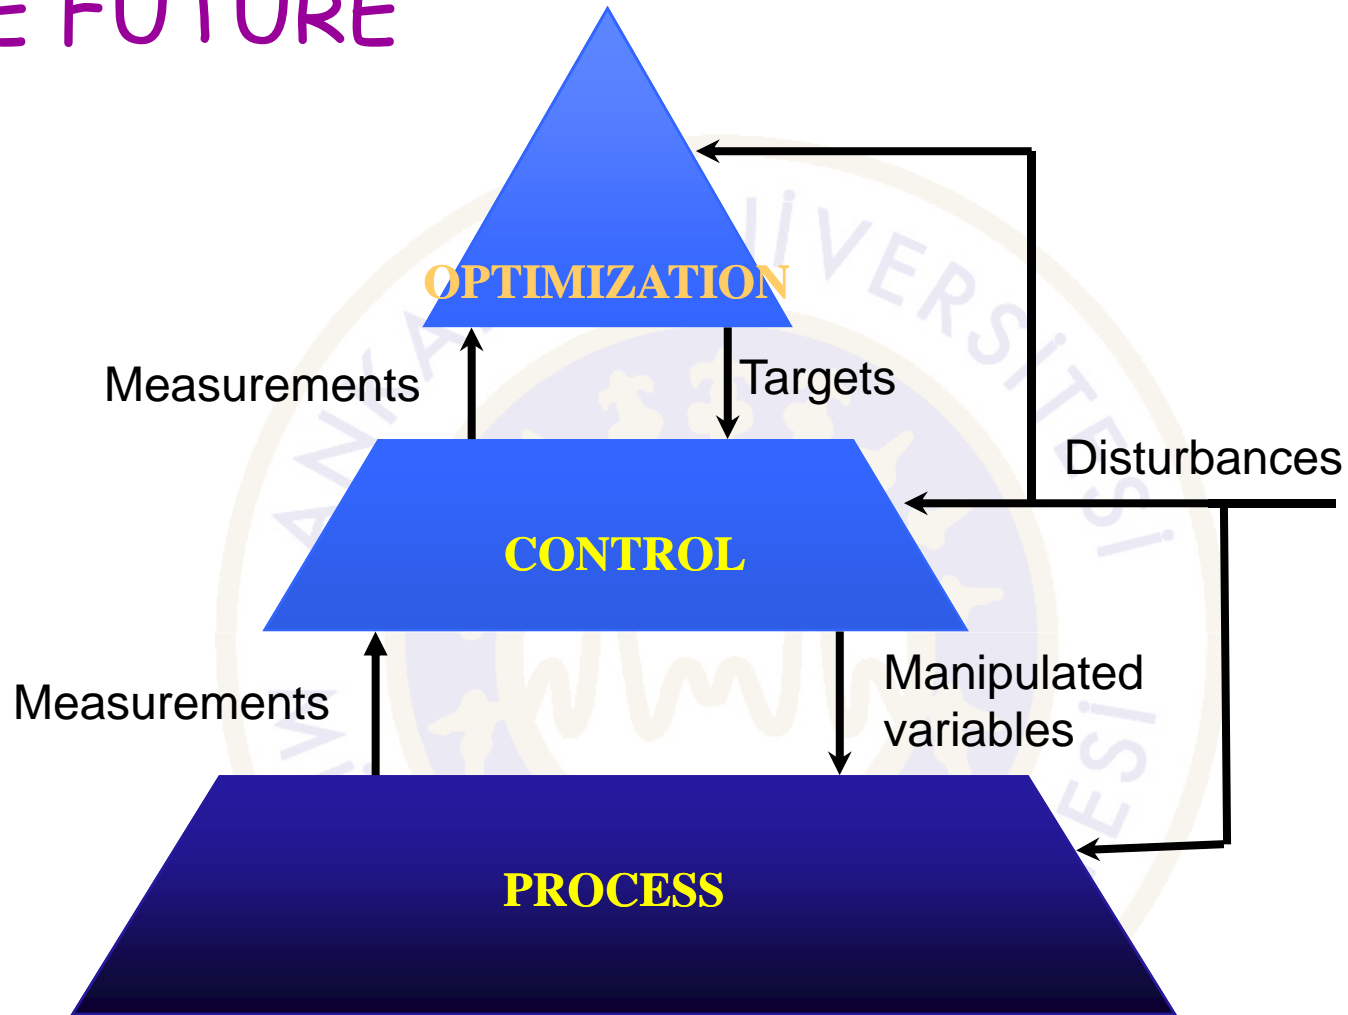 E FUTURE
OPTIMIZATION
Measurements
Targets
Disturbances
CONTROL
Measurements
Manipulated
variables
PROCESS